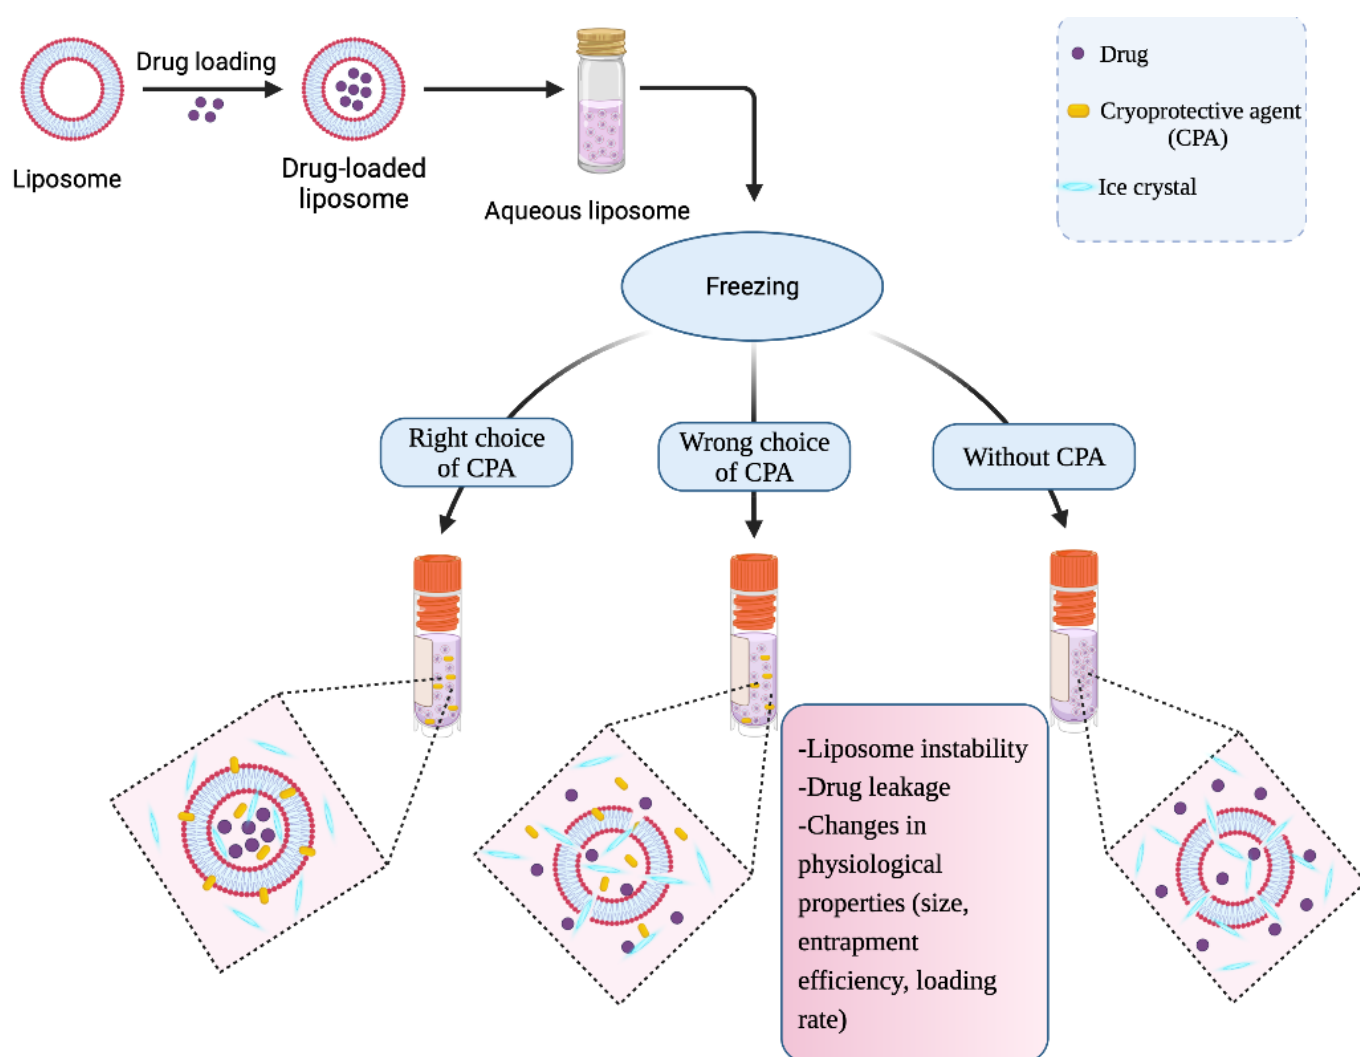 Drug loading
Liposome
Drug-loaded
liposome
Aqueous liposome
Drug
Cryoprotective agent
(CPA)
Ice crystal
Freezing
Right choice
of CPA
Wrong choice
of CPA
Without CPA
-Liposome instability
-Drug leakage
-Changes in
physiological
properties (size,
entrapment
efficiency, loading
rate)